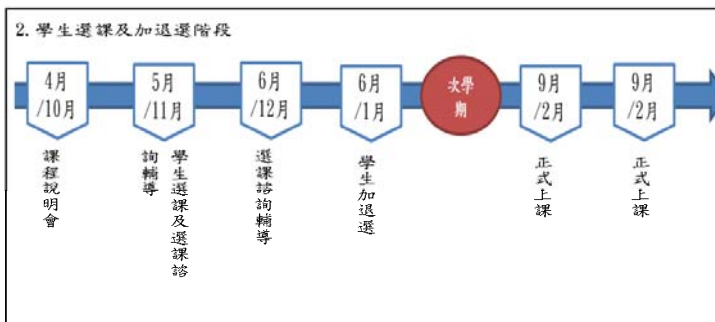 2. 學生選課及加退選階段
4月
/10月
5月
/11月
6月
/12月
6月
/1月
次學
期
9月
/2月
9月
/2月
課程說明會
學生選課及選課諮
詢輔導
選課諮詢輔導
學生加退選
正式上課
正式上課